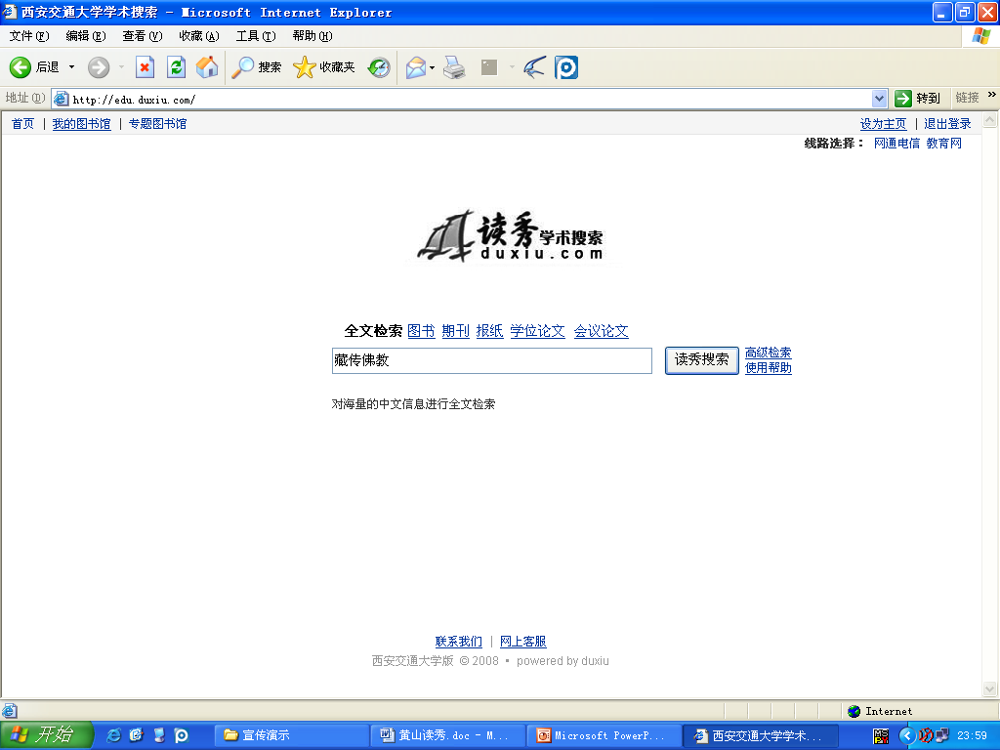 西安交通大学学术搜索 - Microsoft Internet Explorer
文件(F) 编辑(E) 查看(V) 收藏(A) 工具(T) 帮助(H)
后退 搜索 收藏夹
地址(D) http://edu.duxiu.com/ 转到 链接 »
首页 | 我的图书馆 | 专题图书馆 设为主页 | 退出登录
线路选择： 网通电信 教育网
读秀学术搜索
duxiu.com
全文检索 图书 期刊 报纸 学位论文 会议论文
藏传佛教 读秀搜索 高级检索
使用帮助
对海量的中文信息进行全文检索
联系我们 | 网上客服
西安交通大学版 © 2008 • powered by duxiu
Internet
开始 宣传演示 黄山读秀.doc - M... Microsoft PowerP... 西安交通大学学术... 23:59